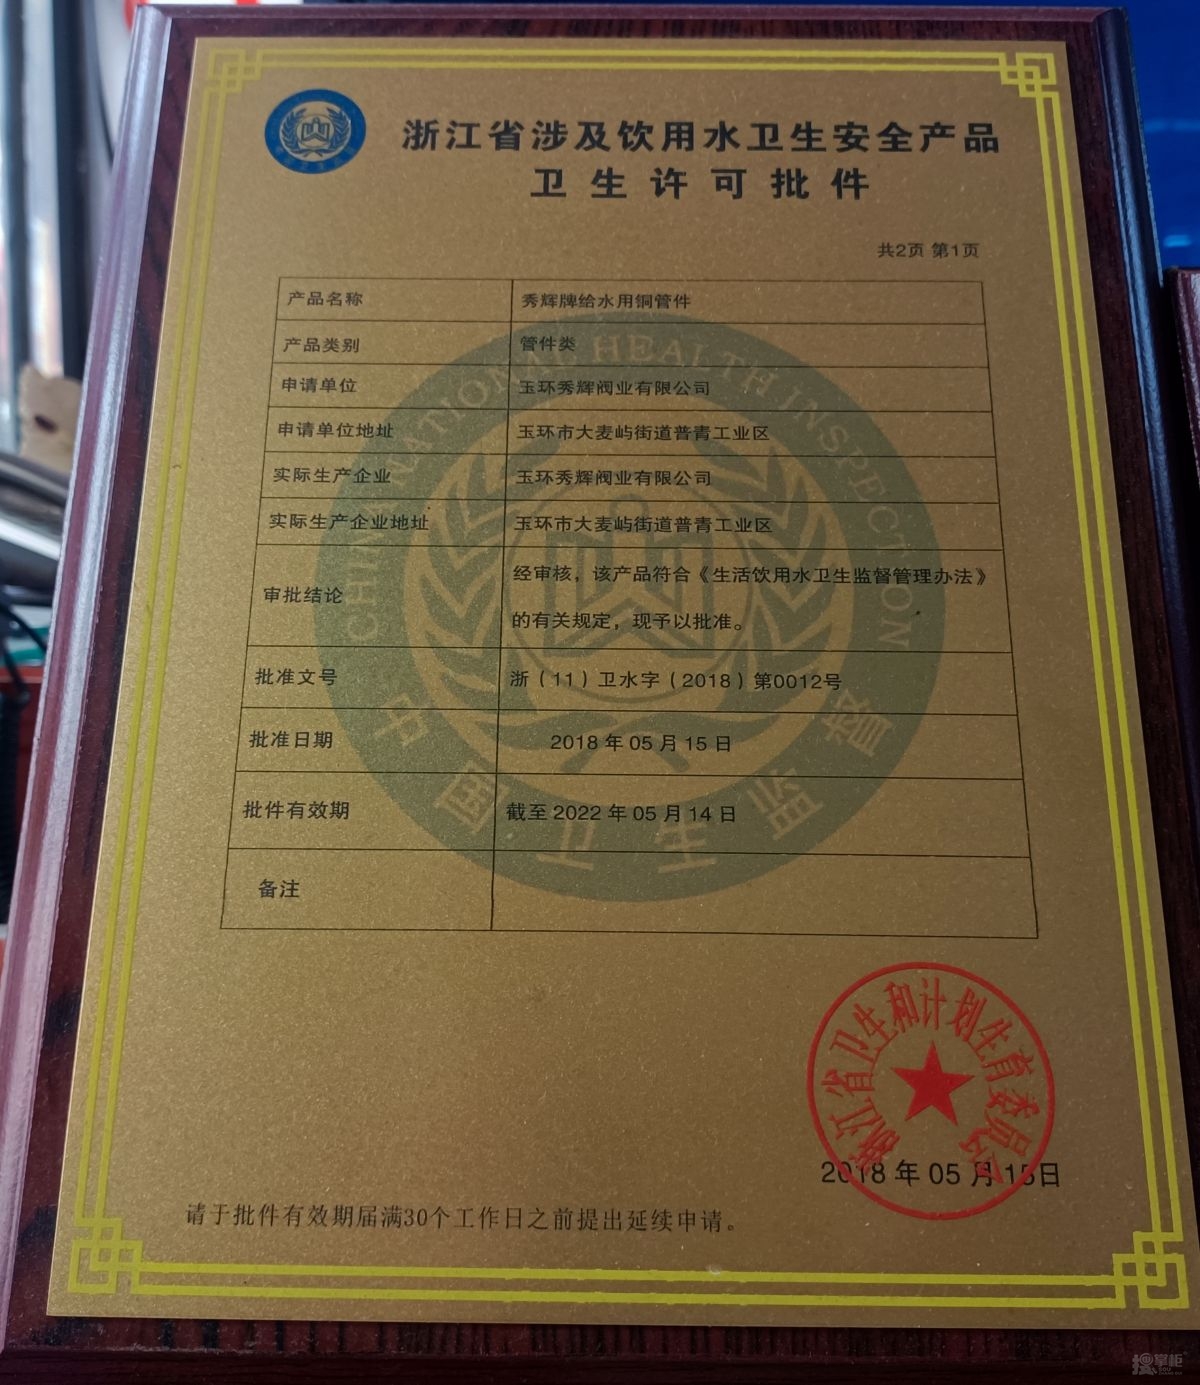 浙江省涉及饮用水卫生安全产品
卫生许可批件
共2页 第1页
产品名称 秀辉牌给水用铜管件
产品类别 管件类
申请单位 玉环秀辉阀业有限公司
申请单位地址 玉环市大麦屿街道普青工业区
实际生产企业 玉环秀辉阀业有限公司
实际生产企业地址 玉环市大麦屿街道普青工业区
审批结论 经审核，该产品符合《生活饮用水卫生监督管理办法》
的有关规定，现予以批准。
批准文号 浙（11）卫水字（2018）第0012号
批准日期 2018年05月15日
批件有效期 截至2022年05月14日
备注
CHINA NATIONAL HEALTH INSPECTION
中国卫生监督
浙江省卫生和计划生育委员会
2018年05月15日
请于批件有效期届满30个工作日之前提出延续申请。
掌柜